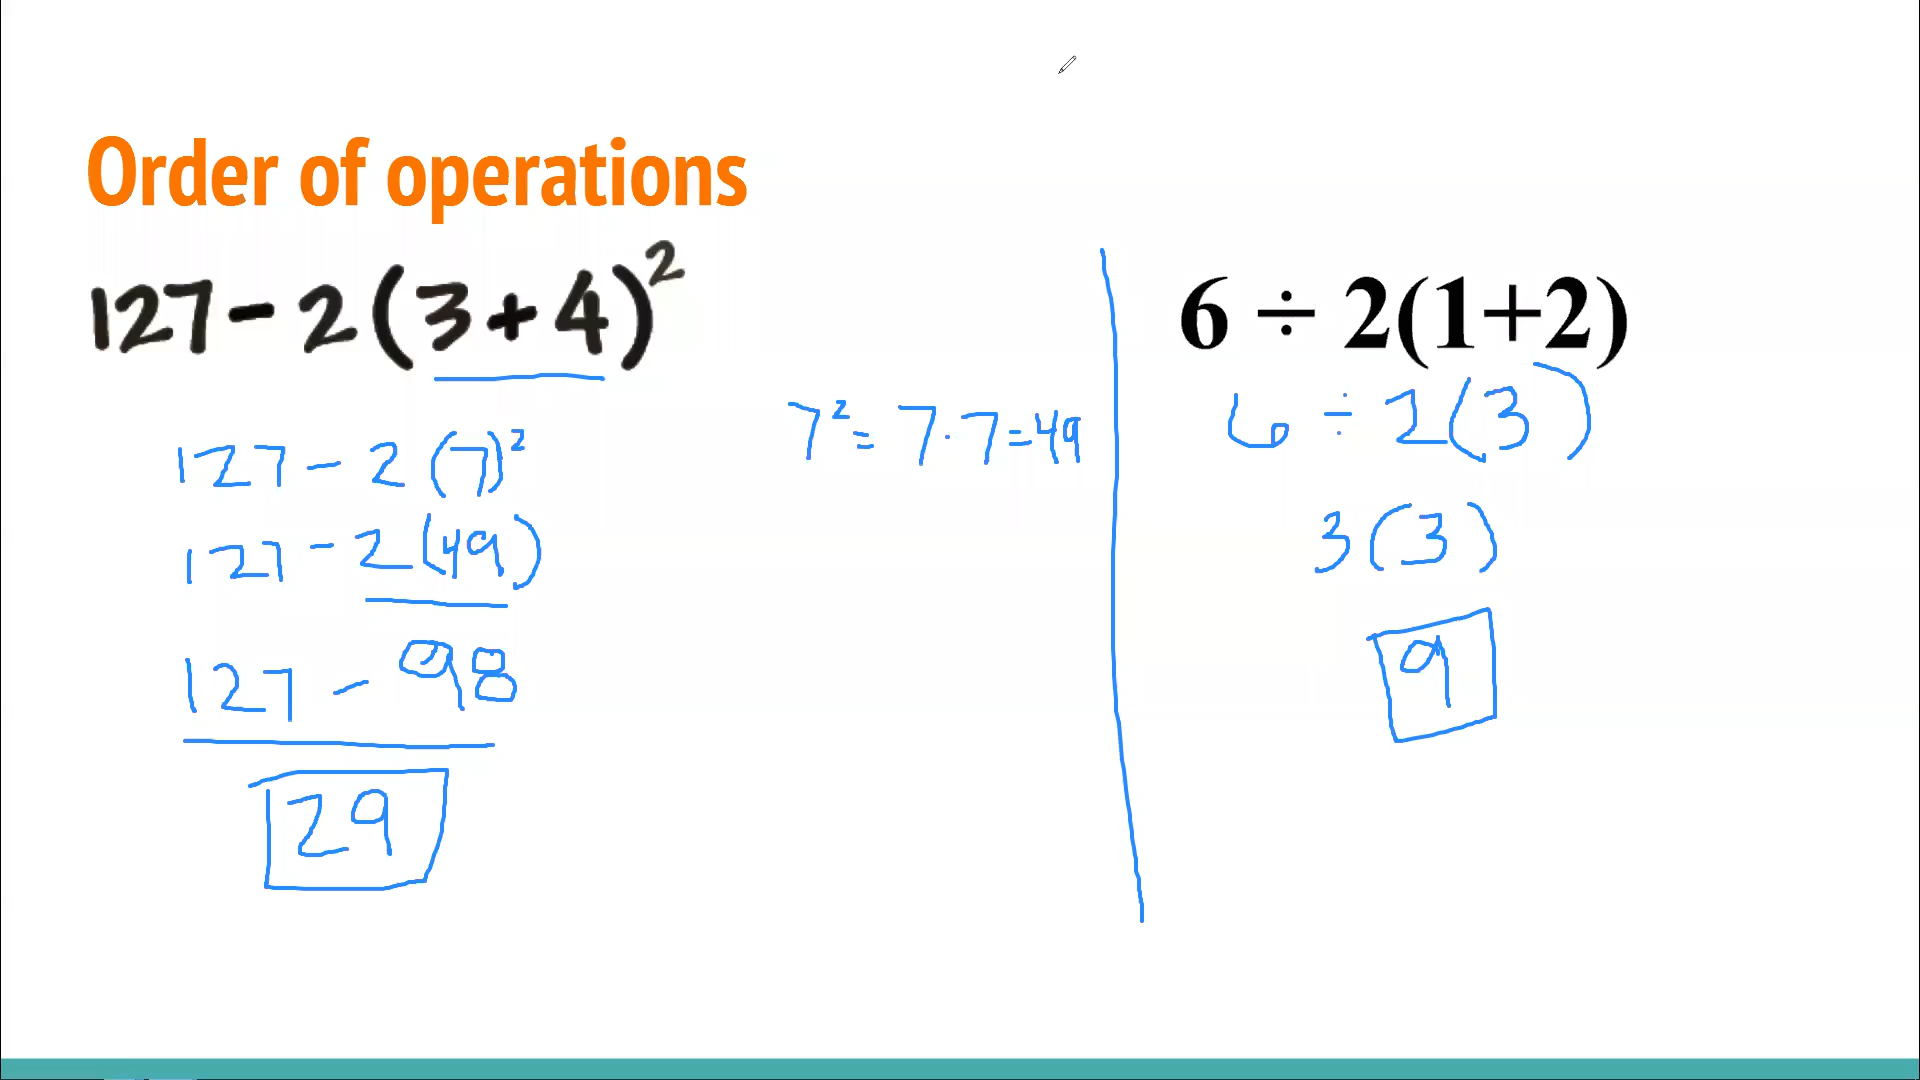 Order of operations
127 - 2(3+4)²
127 - 2(7)²
7² = 7·7=49
127 - 2(49)
127 - 98
29
6 ÷ 2(1+2)
6 ÷ 2(3)
3(3)
9